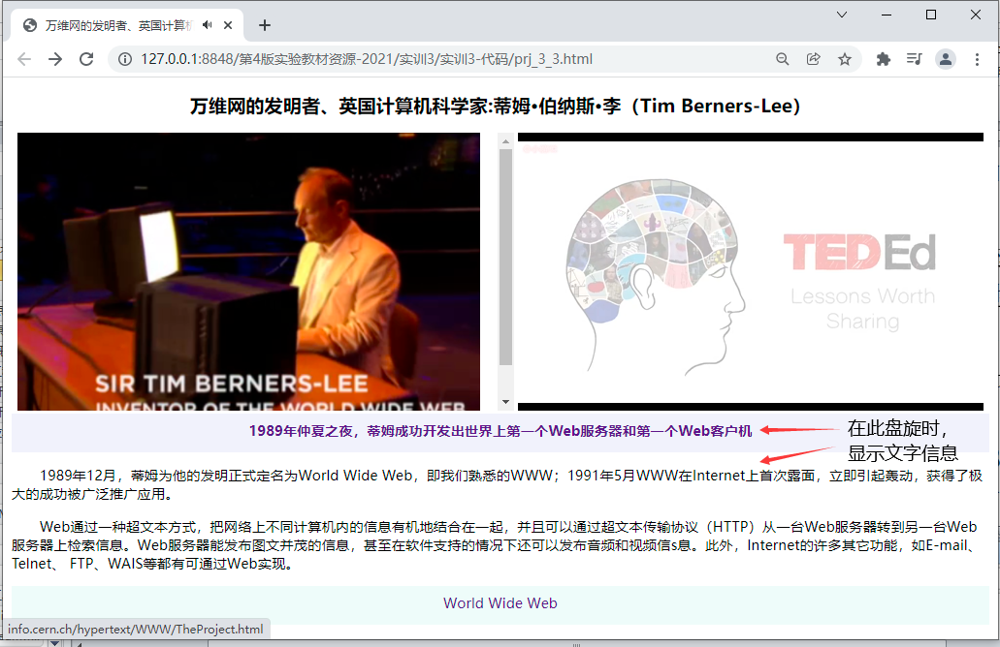 万维网的发明者、英国计算机
127.0.0.1:8848/第4版实验教材资源-2021/实训3/实训3-代码/prj_3_3.html
万维网的发明者、英国计算机科学家:蒂姆•伯纳斯•李（Tim Berners-Lee）
SIR TIM BERNERS-LEE
INVENTOR OF THE WORLD WIDE WEB
TEDEd
Lessons Worth
Sharing
1989年仲夏之夜，蒂姆成功开发出世界上第一个Web服务器和第一个Web客户机
在此盘旋时，
显示文字信息
1989年12月，蒂姆为他的发明正式定名为World Wide Web，即我们熟悉的WWW；1991年5月WWW在Internet上首次露面，立即引起轰动，获得了极
大的成功被广泛推广应用。
Web通过一种超文本方式，把网络上不同计算机内的信息有机地结合在一起，并且可以通过超文本传输协议（HTTP）从一台Web服务器转到另一台Web
服务器上检索信息。Web服务器能发布图文并茂的信息，甚至在软件支持的情况下还可以发布音频和视频信s息。此外，Internet的许多其它功能，如E-mail、
Telnet、 FTP、WAIS等都有可通过Web实现。
World Wide Web
info.cern.ch/hypertext/WWW/TheProject.html